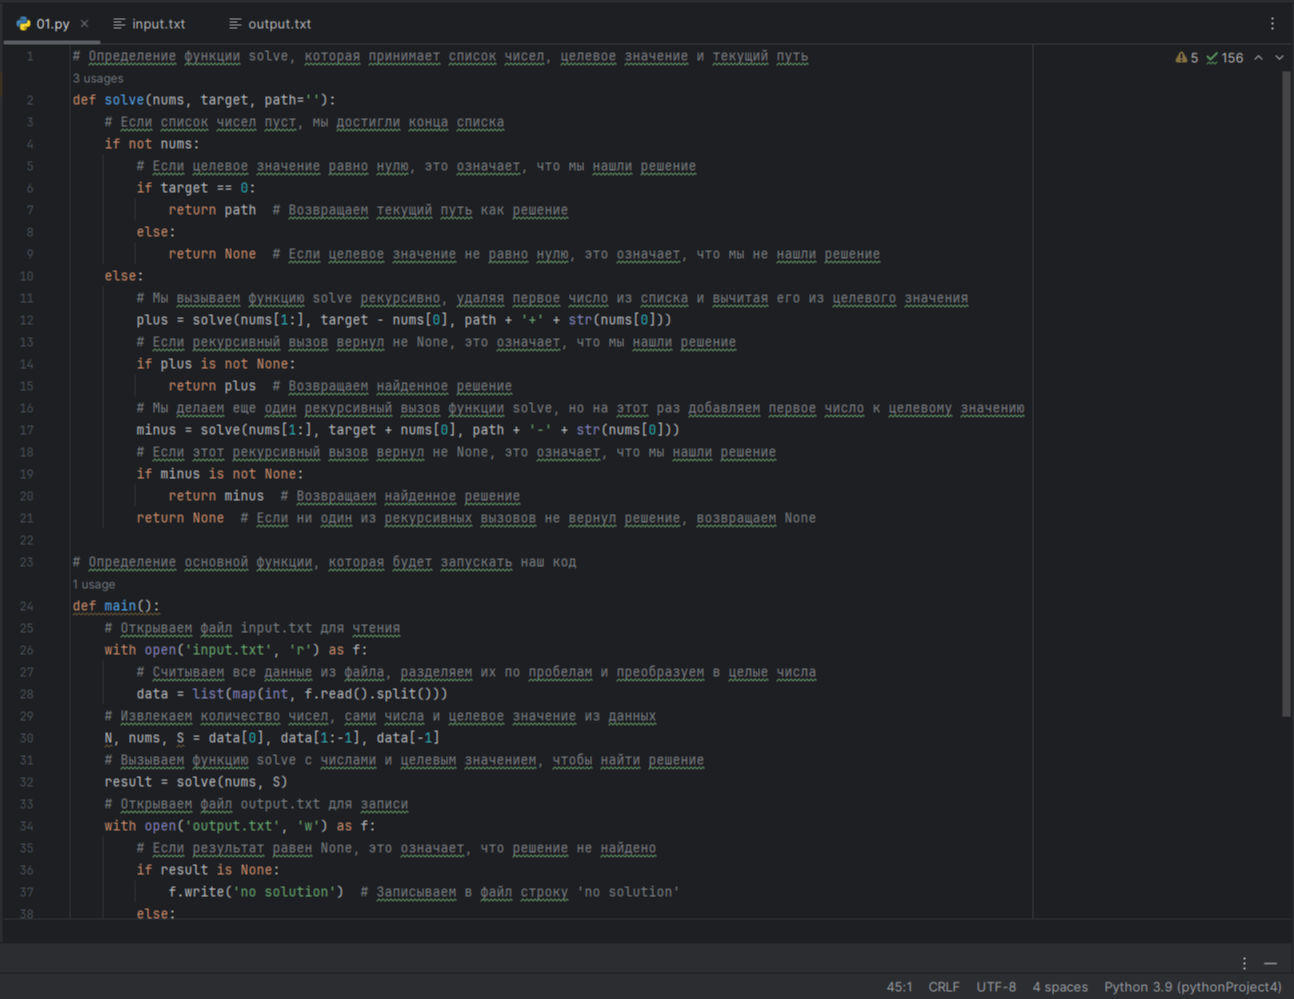 01.py
input.txt
output.txt
5 156
1 # Определение функции solve, которая принимает список чисел, целевое значение и текущий путь
3 usages
2 def solve(nums, target, path=''):
3 # Если список чисел пуст, мы достигли конца списка
4 if not nums:
5 # Если целевое значение равно нулю, это означает, что мы нашли решение
6 if target == 0:
7 return path # Возвращаем текущий путь как решение
8 else:
9 return None # Если целевое значение не равно нулю, это означает, что мы не нашли решение
10 else:
11 # Мы вызываем функцию solve рекурсивно, удаляя первое число из списка и вычитая его из целевого значения
12 plus = solve(nums[1:], target - nums[0], path + '+' + str(nums[0]))
13 # Если рекурсивный вызов вернул не None, это означает, что мы нашли решение
14 if plus is not None:
15 return plus # Возвращаем найденное решение
16 # Мы делаем еще один рекурсивный вызов функции solve, но на этот раз добавляем первое число к целевому значению
17 minus = solve(nums[1:], target + nums[0], path + '-' + str(nums[0]))
18 # Если этот рекурсивный вызов вернул не None, это означает, что мы нашли решение
19 if minus is not None:
20 return minus # Возвращаем найденное решение
21 return None # Если ни один из рекурсивных вызовов не вернул решение, возвращаем None
22
23 # Определение основной функции, которая будет запускать наш код
1 usage
24 def main():
25 # Открываем файл input.txt для чтения
26 with open('input.txt', 'r') as f:
27 # Считываем все данные из файла, разделяем их по пробелам и преобразуем в целые числа
28 data = list(map(int, f.read().split()))
29 # Извлекаем количество чисел, сами числа и целевое значение из данных
30 N, nums, S = data[0], data[1:-1], data[-1]
31 # Вызываем функцию solve с числами и целевым значением, чтобы найти решение
32 result = solve(nums, S)
33 # Открываем файл output.txt для записи
34 with open('output.txt', 'w') as f:
35 # Если результат равен None, это означает, что решение не найдено
36 if result is None:
37 f.write('no solution') # Записываем в файл строку 'no solution'
38 else:
45:1 CRLF UTF-8 4 spaces Python 3.9 (pythonProject4)